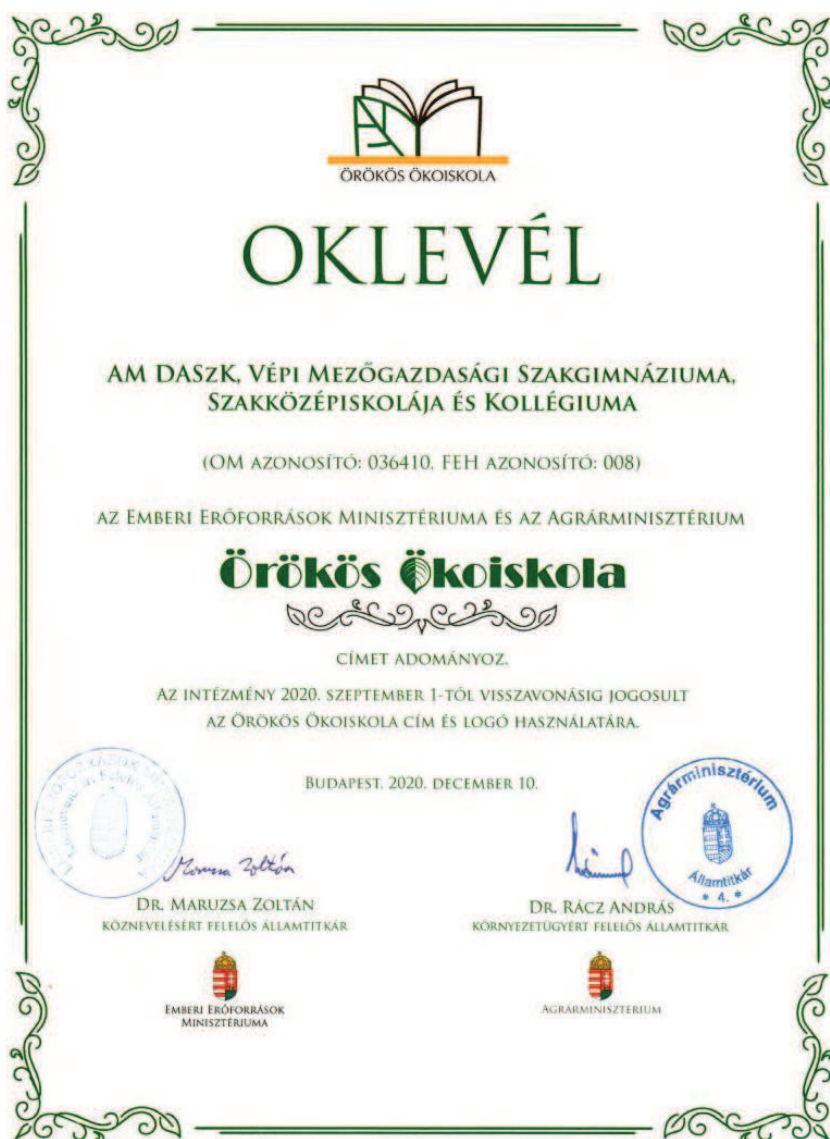 ÖRÖKÖS ÖKOISKOLA
OKLEVÉL
AM DASzK, VÉPI MEZŐGAZDASÁGI SZAKGIMNÁZIUMA,
SZAKKÖZÉPISKOLÁJA ÉS KOLLÉGIUMA
(OM AZONOSÍTÓ: 036410, FEH AZONOSÍTÓ: 008)
AZ EMBERI ERŐFORRÁSOK MINISZTÉRIUMA ÉS AZ AGRÁRMINISZTÉRIUM
Örökös Ökoiskola
CÍMET ADOMÁNYOZ.
AZ INTÉZMÉNY 2020. SZEPTEMBER 1-TŐL VISSZAVONÁSIG JOGOSULT
AZ ÖRÖKÖS ÖKOISKOLA CÍM ÉS LOGÓ HASZNÁLATÁRA.
BUDAPEST, 2020. DECEMBER 10.
Agrárminisztérium
Államtitkár
* 4. *
Maruzsa Zoltán
DR. MARUZSA ZOLTÁN
KÖZNEVELÉSÉRT FELELŐS ÁLLAMTITKÁR
DR. RÁCZ ANDRÁS
KÖRNYEZETÜGYÉRT FELELŐS ÁLLAMTITKÁR
EMBERI ERŐFORRÁSOK
MINISZTÉRIUMA
AGRÁRMINISZTERIUM